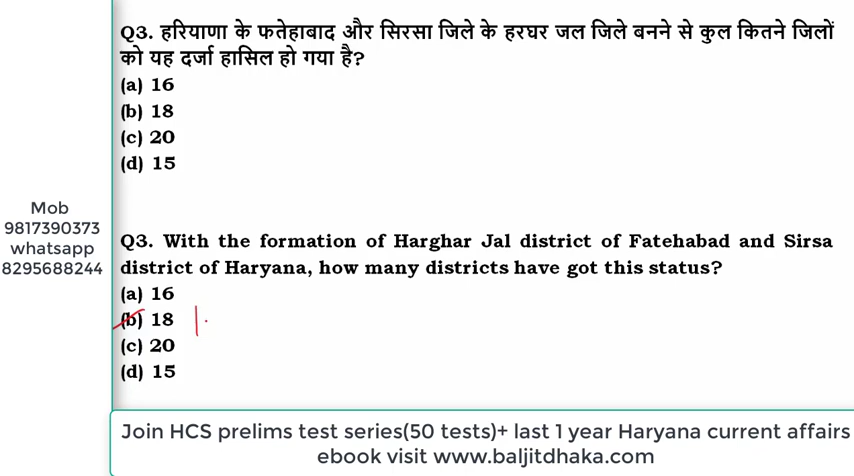 Q3. हरियाणा के फतेहाबाद और सिरसा जिले के हरघर जल जिले बनने से कुल कितने जिलों
को यह दर्जा हासिल हो गया है?
(a) 16
(b) 18
(c) 20
(d) 15
Mob
9817390373
whatsapp
8295688244
Q3. With the formation of Harghar Jal district of Fatehabad and Sirsa
district of Haryana, how many districts have got this status?
(a) 16
(b) 18
(c) 20
(d) 15
Join HCS prelims test series(50 tests)+ last 1 year Haryana current affairs
ebook visit www.baljitdhaka.com